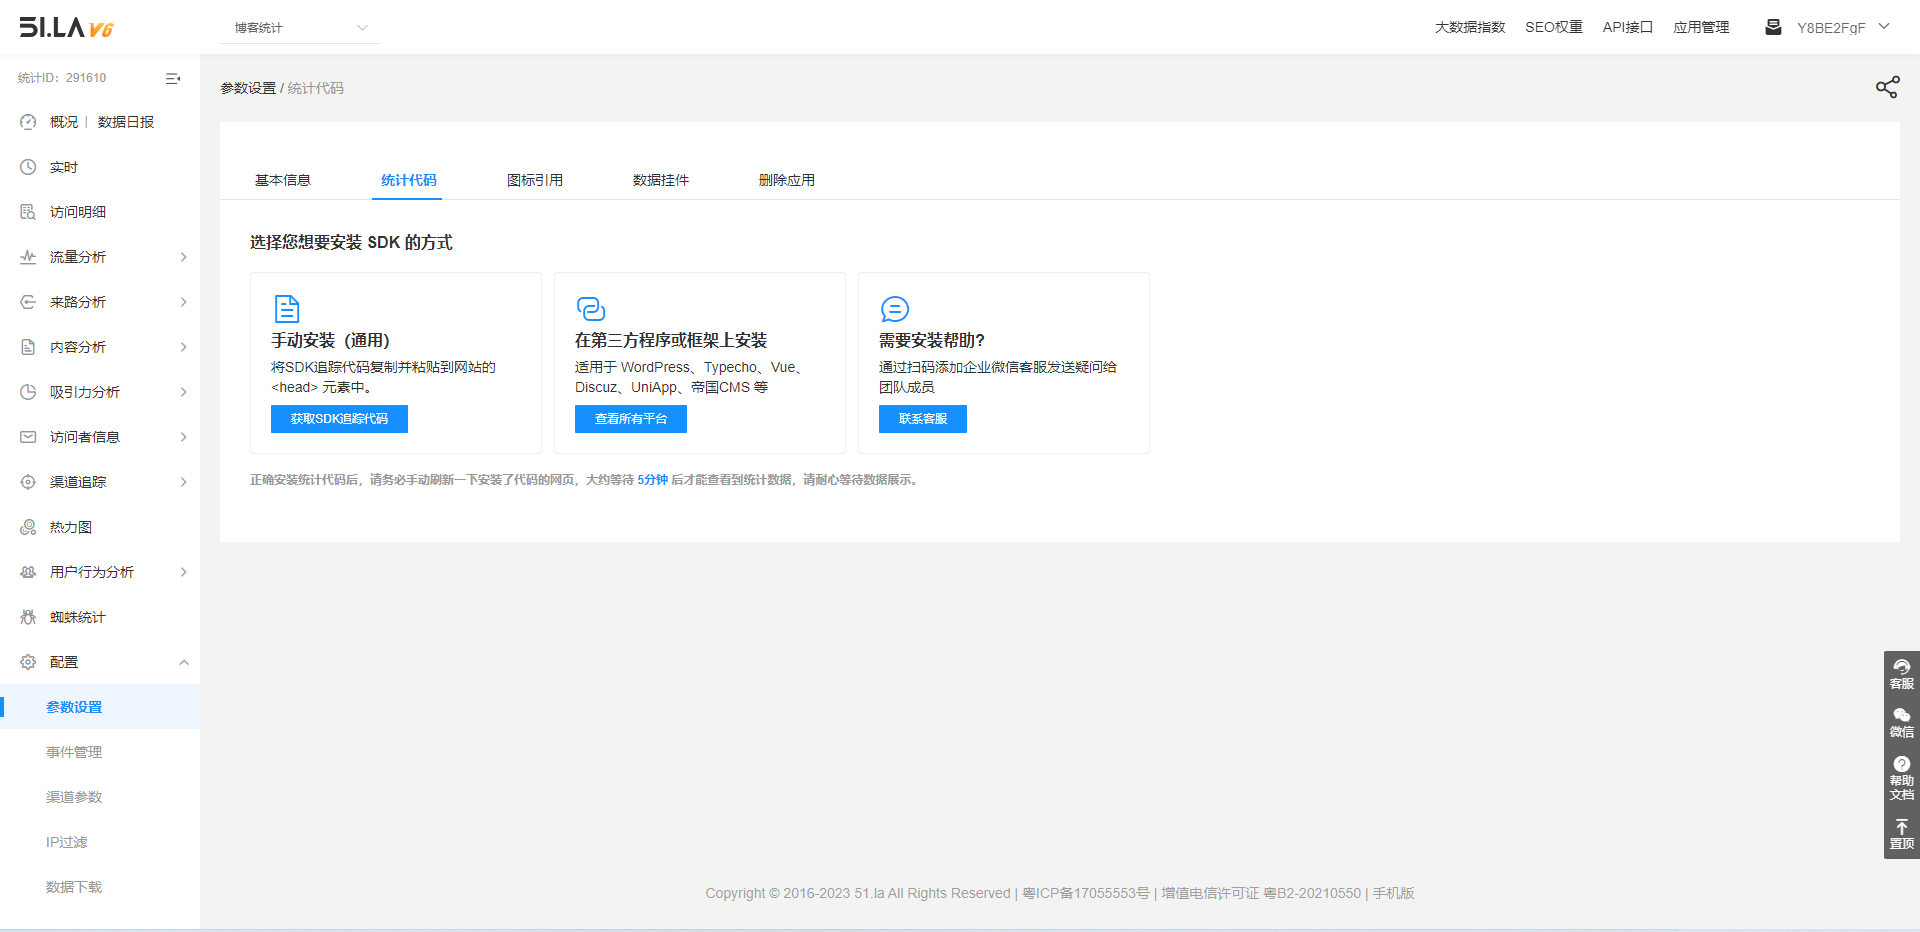 51.LA V6
博客统计
大数据指数
SEO权重
API接口
应用管理
Y8BE2FgF
统计ID：291610
概况 | 数据日报
实时
访问明细
流量分析
来路分析
内容分析
吸引力分析
访问者信息
渠道追踪
热力图
用户行为分析
蜘蛛统计
配置
参数设置
事件管理
渠道参数
IP过滤
数据下载
参数设置 / 统计代码
基本信息
统计代码
图标引用
数据挂件
删除应用
选择您想要安装 SDK 的方式
手动安装（通用）
将SDK追踪代码复制并粘贴到网站的
<head> 元素中。
获取SDK追踪代码
在第三方程序或框架上安装
适用于 WordPress、Typecho、Vue、
Discuz、UniApp、帝国CMS 等
查看所有平台
需要安装帮助?
通过扫码添加企业微信客服发送疑问给
团队成员
联系客服
正确安装统计代码后，请务必手动刷新一下安装了代码的网页，大约等待 5分钟 后才能查看到统计数据，请耐心等待数据展示。
客服
微信
帮助
文档
置顶
Copyright © 2016-2023 51.la All Rights Reserved | 粤ICP备17055553号 | 增值电信许可证 粤B2-20210550 | 手机版